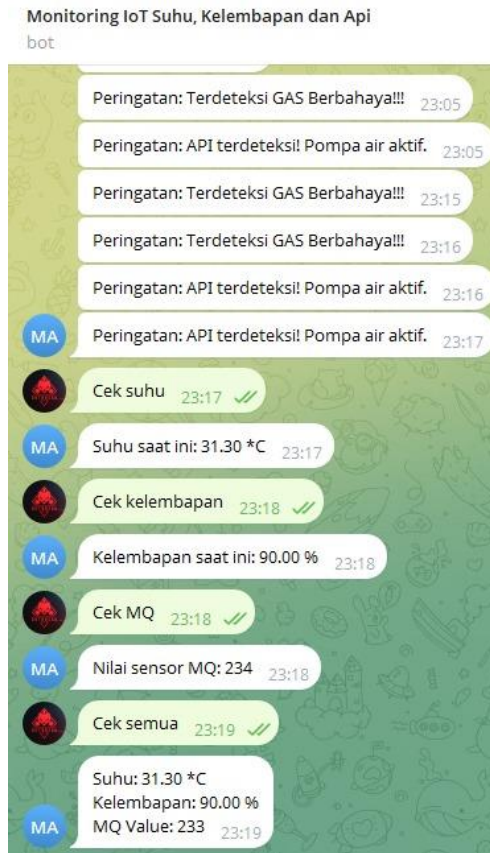 Monitoring IoT Suhu, Kelembapan dan Api
bot
Peringatan: Terdeteksi GAS Berbahaya!!! 23:05
Peringatan: API terdeteksi! Pompa air aktif. 23:05
Peringatan: Terdeteksi GAS Berbahaya!!! 23:15
Peringatan: Terdeteksi GAS Berbahaya!!! 23:16
Peringatan: API terdeteksi! Pompa air aktif. 23:16
MA Peringatan: API terdeteksi! Pompa air aktif. 23:17
Cek suhu 23:17
MA Suhu saat ini: 31.30 *C 23:17
Cek kelembapan 23:18
MA Kelembapan saat ini: 90.00 % 23:18
Cek MQ 23:18
MA Nilai sensor MQ: 234 23:18
Cek semua 23:19
Suhu: 31.30 *C
Kelembapan: 90.00 %
MA MQ Value: 233 23:19